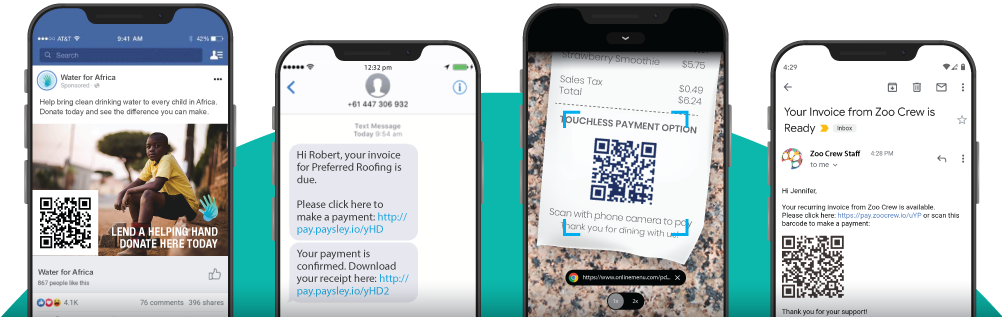 AT&T
9:41 AM
42%
Search
Water for Africa
Sponsored
Help bring clean drinking water to every child in Africa.
Donate today and see the difference you can make.
LEND A HELPING HAND
DONATE HERE TODAY
Water for Africa
867 people like this
4.1K
76 comments 396 shares
12:32 pm
+61 447 306 932
Text Message
Today 9:54 am
Hi Robert, your invoice
for Preferred Roofing is
due.
Please click here to
make a payment: http://
pay.paysley.io/yHD
Your payment is
confirmed. Download
your receipt here: http://
pay.paysley.io/yHD2
Strawberry Smoothie $5.75
Sales Tax $0.49
Total $6.24
TOUCHLESS PAYMENT OPTION
Scan with phone camera to pay
Thank you for dining with us!
https://www.onlinemenu.com/pd...
1x 2x
4:29
Your Invoice from Zoo Crew is
Ready Inbox
Zoo Crew Staff 4:28 PM
to me
Hi Jennifer,
Your recurring invoice from Zoo Crew is available.
Please click here: https://pay.zoocrew.io/uYP or scan this
barcode to make a payment:
Thank you for your support!